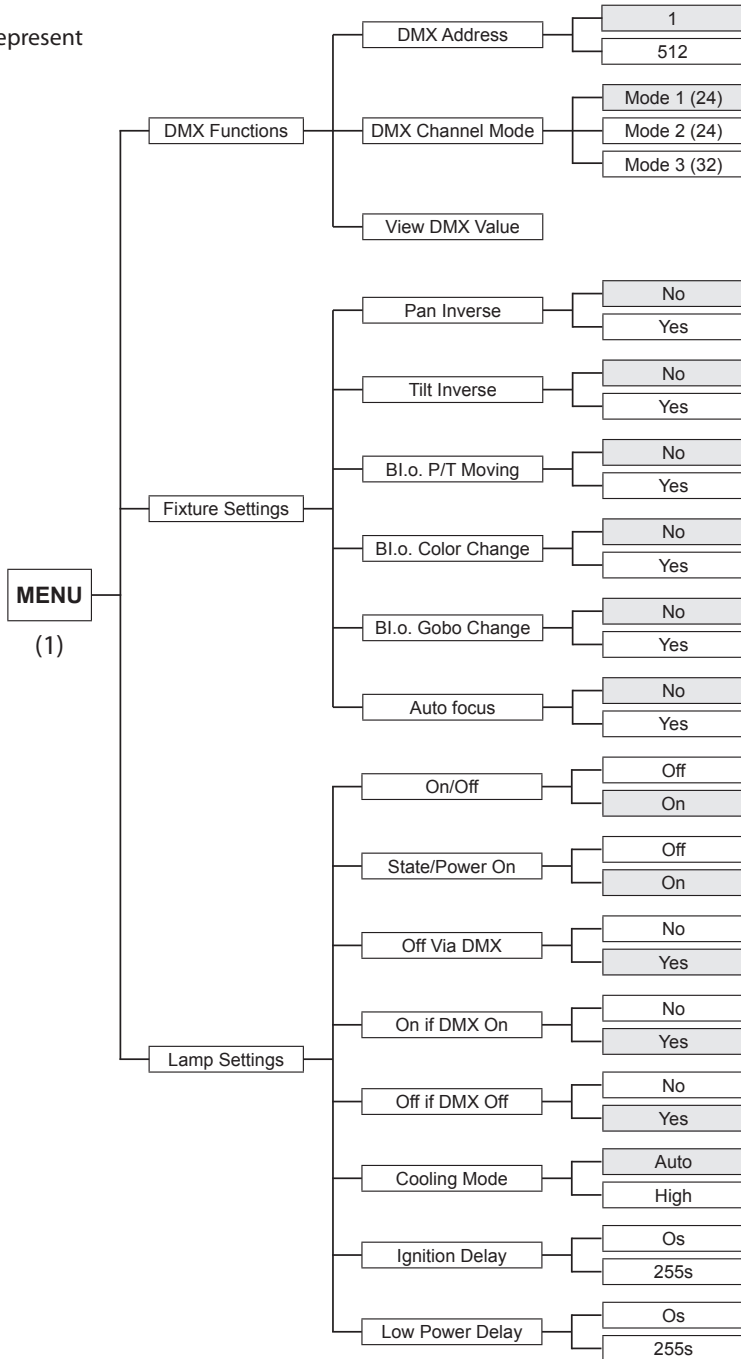 epresent
DMX Address
1
512
DMX Functions
DMX Channel Mode
Mode 1 (24)
Mode 2 (24)
Mode 3 (32)
View DMX Value
Pan Inverse
No
Yes
Tilt Inverse
No
Yes
BI.o. P/T Moving
No
Yes
Fixture Settings
BI.o. Color Change
No
Yes
MENU
(1)
BI.o. Gobo Change
No
Yes
Auto focus
No
Yes
On/Off
Off
On
State/Power On
Off
On
Off Via DMX
No
Yes
On if DMX On
No
Yes
Lamp Settings
Off if DMX Off
No
Yes
Cooling Mode
Auto
High
Ignition Delay
Os
255s
Low Power Delay
Os
255s